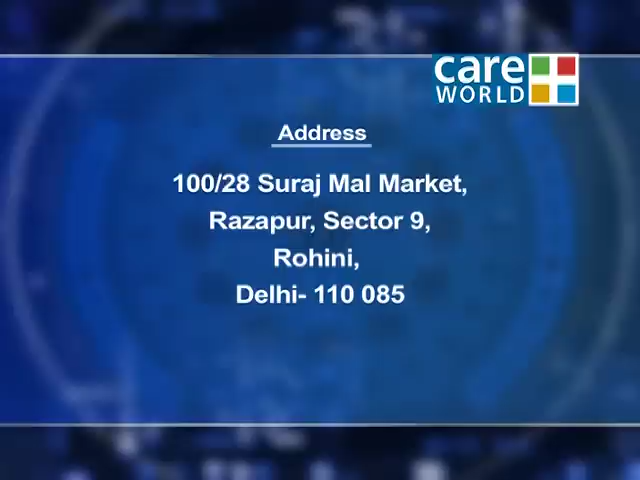 care
WORLD
Address
100/28 Suraj Mal Market,
Razapur, Sector 9,
Rohini,
Delhi- 110 085